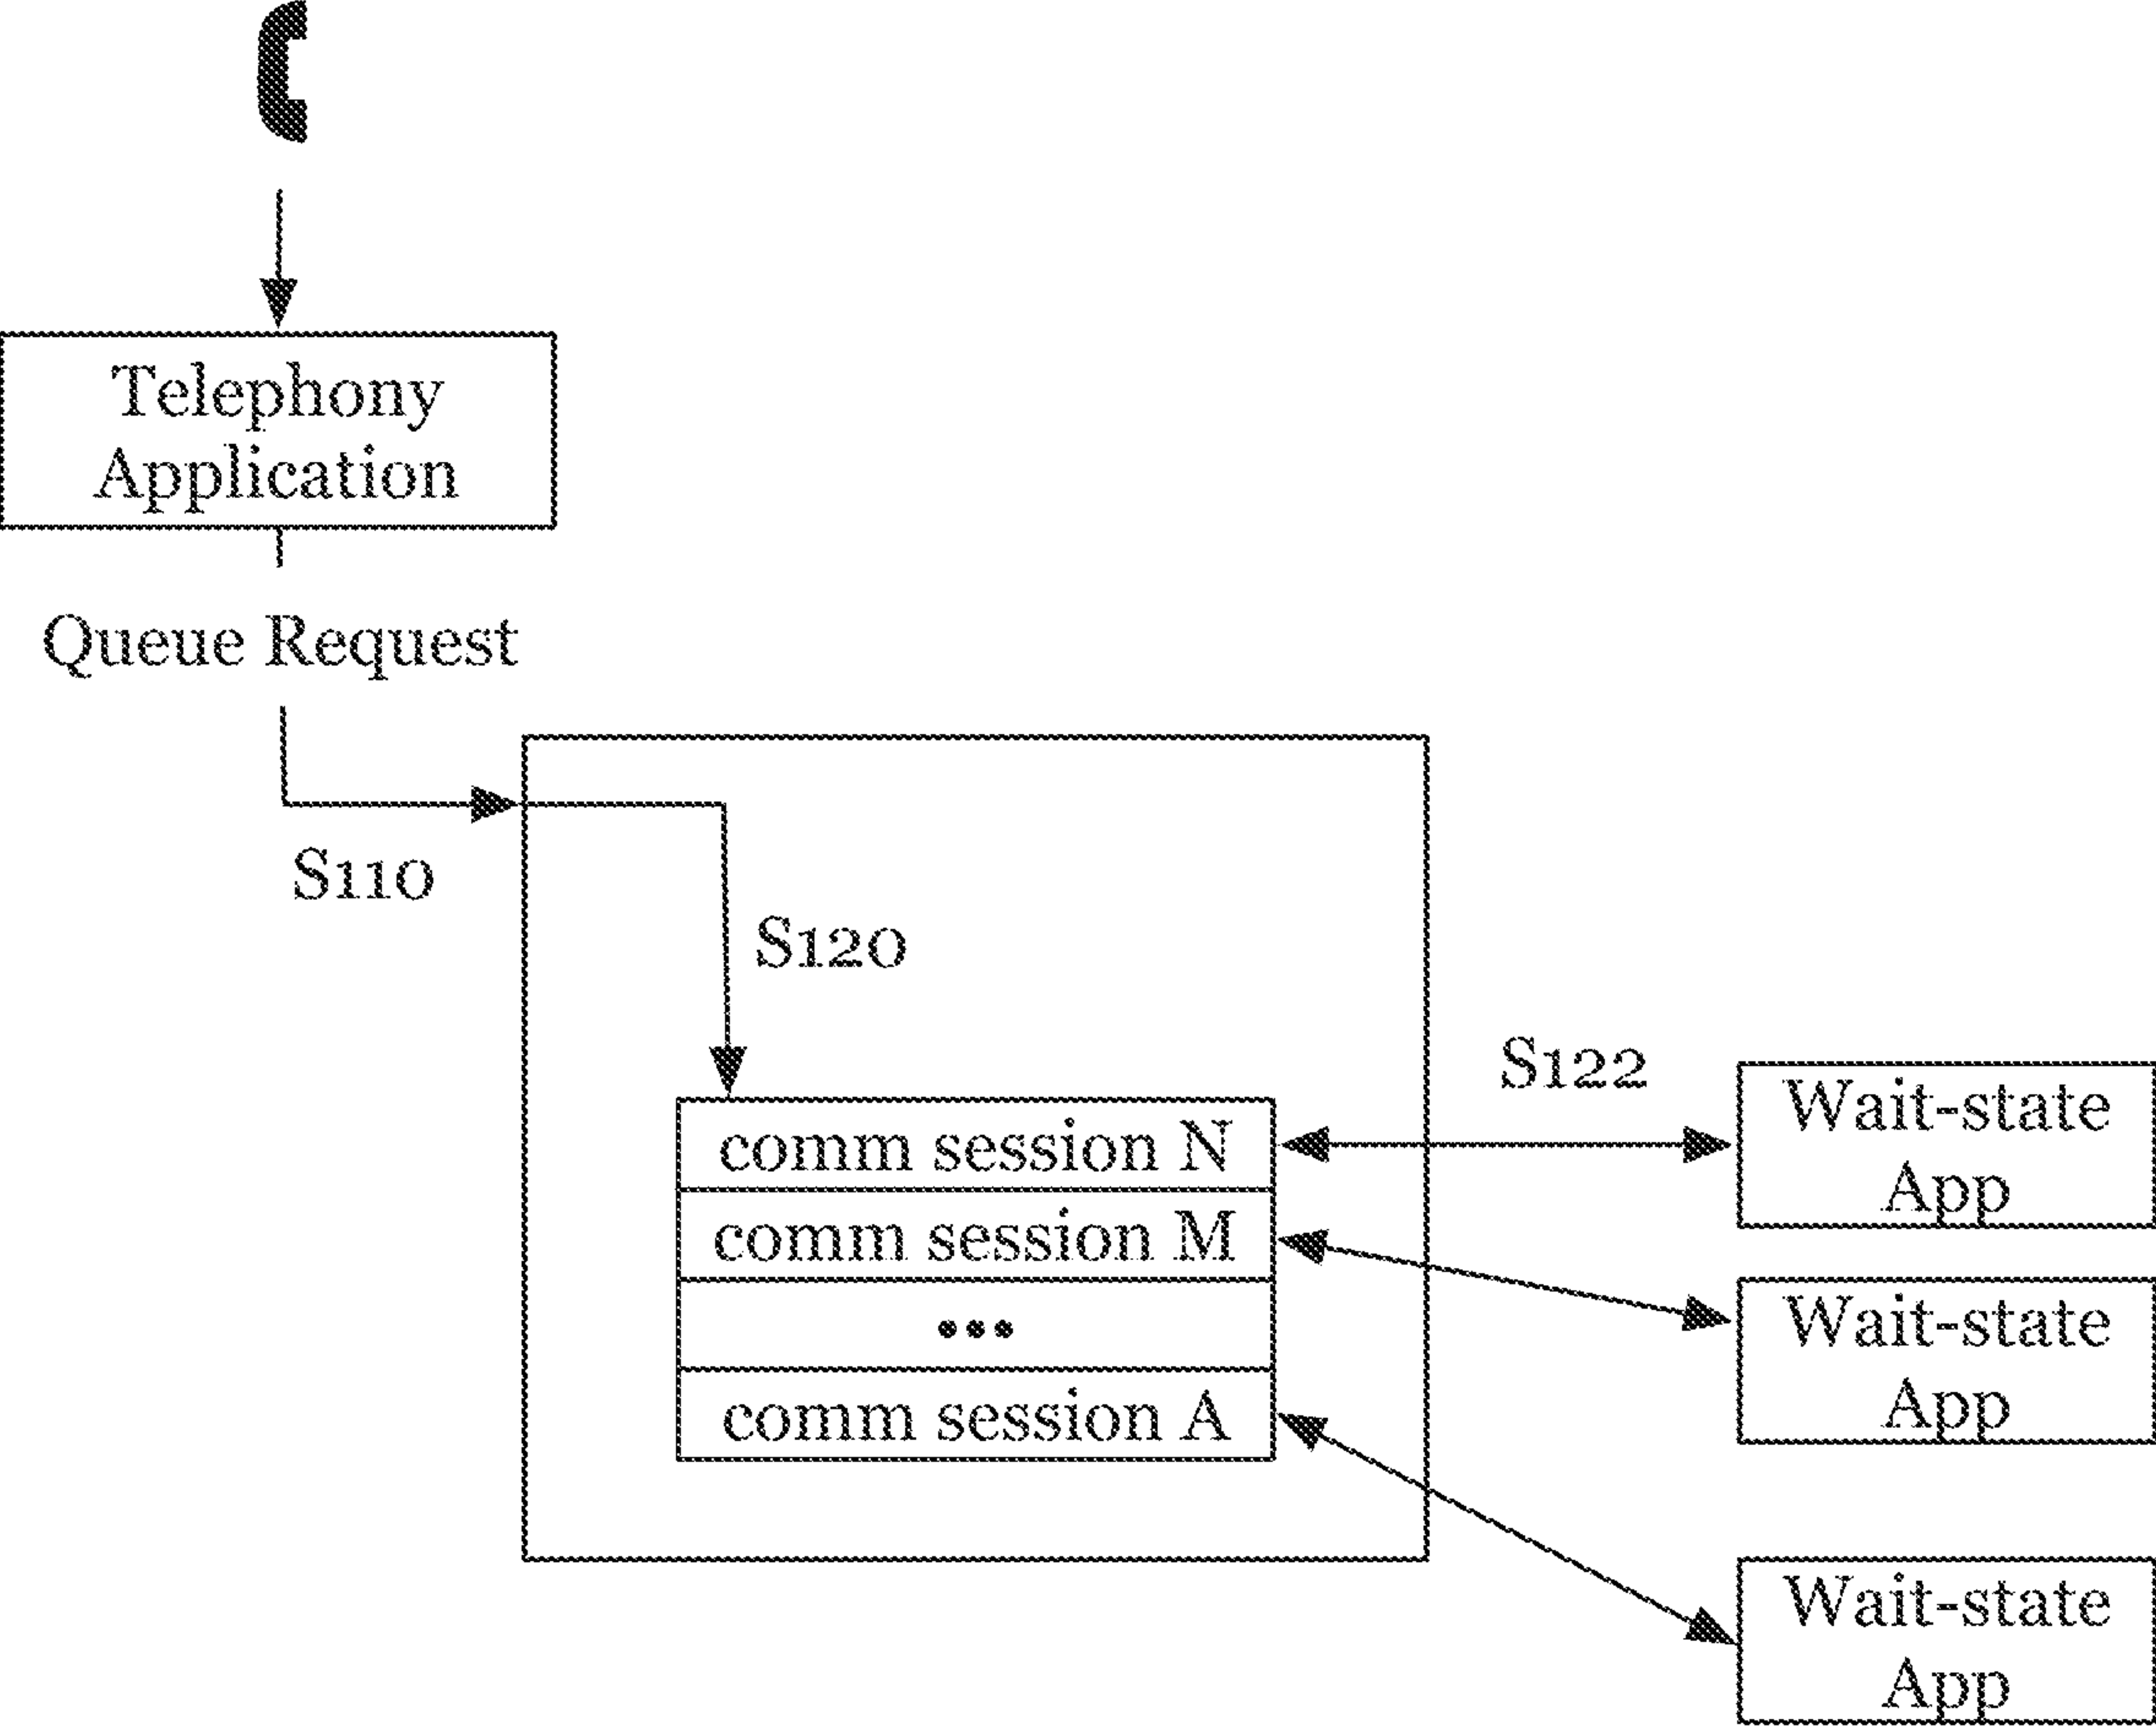 Telephony
Application
Queue Request
S110
S120
S122
comm session N
comm session M
•••
comm session A
Wait-state
App
Wait-state
App
Wait-state
App